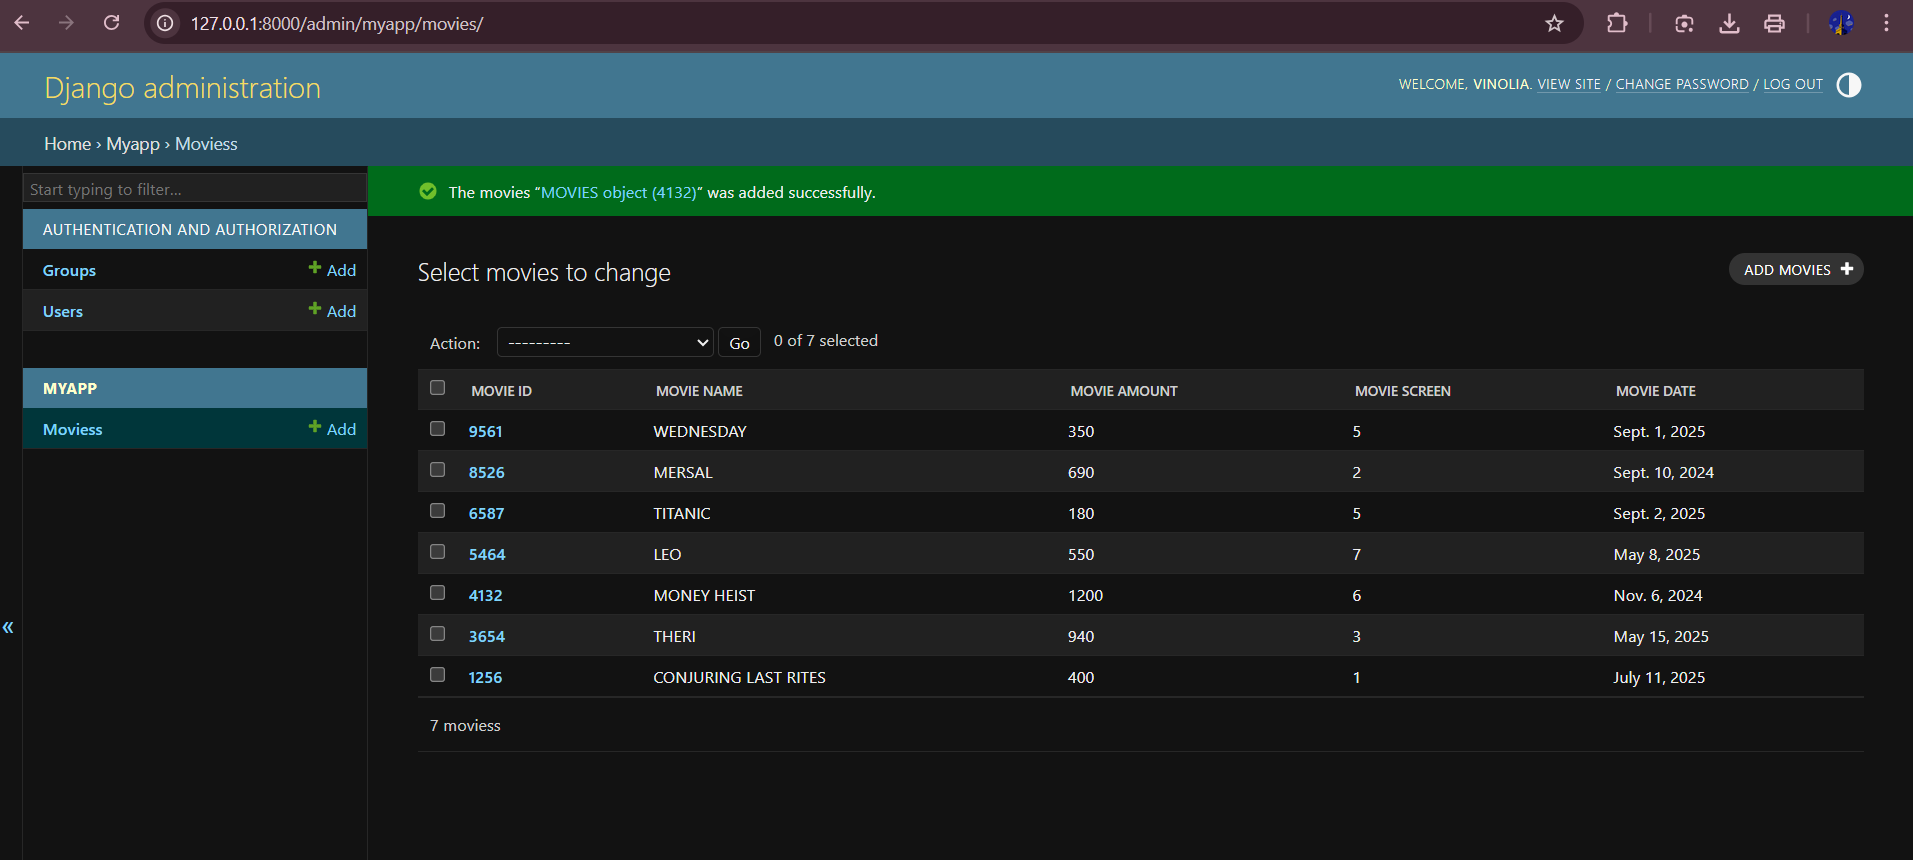 127.0.0.1:8000/admin/myapp/movies/
Django administration
WELCOME, VINOLIA. VIEW SITE / CHANGE PASSWORD / LOG OUT
Home › Myapp › Moviess
Start typing to filter...
AUTHENTICATION AND AUTHORIZATION
Groups + Add
Users + Add
MYAPP
Moviess + Add
«
The movies “MOVIES object (4132)” was added successfully.
Select movies to change
ADD MOVIES +
Action: --------- Go 0 of 7 selected
MOVIE ID MOVIE NAME MOVIE AMOUNT MOVIE SCREEN MOVIE DATE
9561 WEDNESDAY 350 5 Sept. 1, 2025
8526 MERSAL 690 2 Sept. 10, 2024
6587 TITANIC 180 5 Sept. 2, 2025
5464 LEO 550 7 May 8, 2025
4132 MONEY HEIST 1200 6 Nov. 6, 2024
3654 THERI 940 3 May 15, 2025
1256 CONJURING LAST RITES 400 1 July 11, 2025
7 moviess